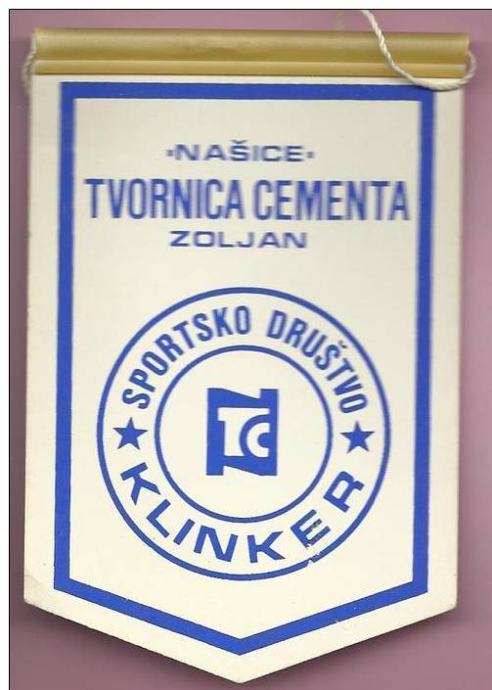 ·NAŠICE·
TVORNICA CEMENTA
ZOLJAN
SPORTSKO DRUŠTVO
TC
★ KLINKER ★